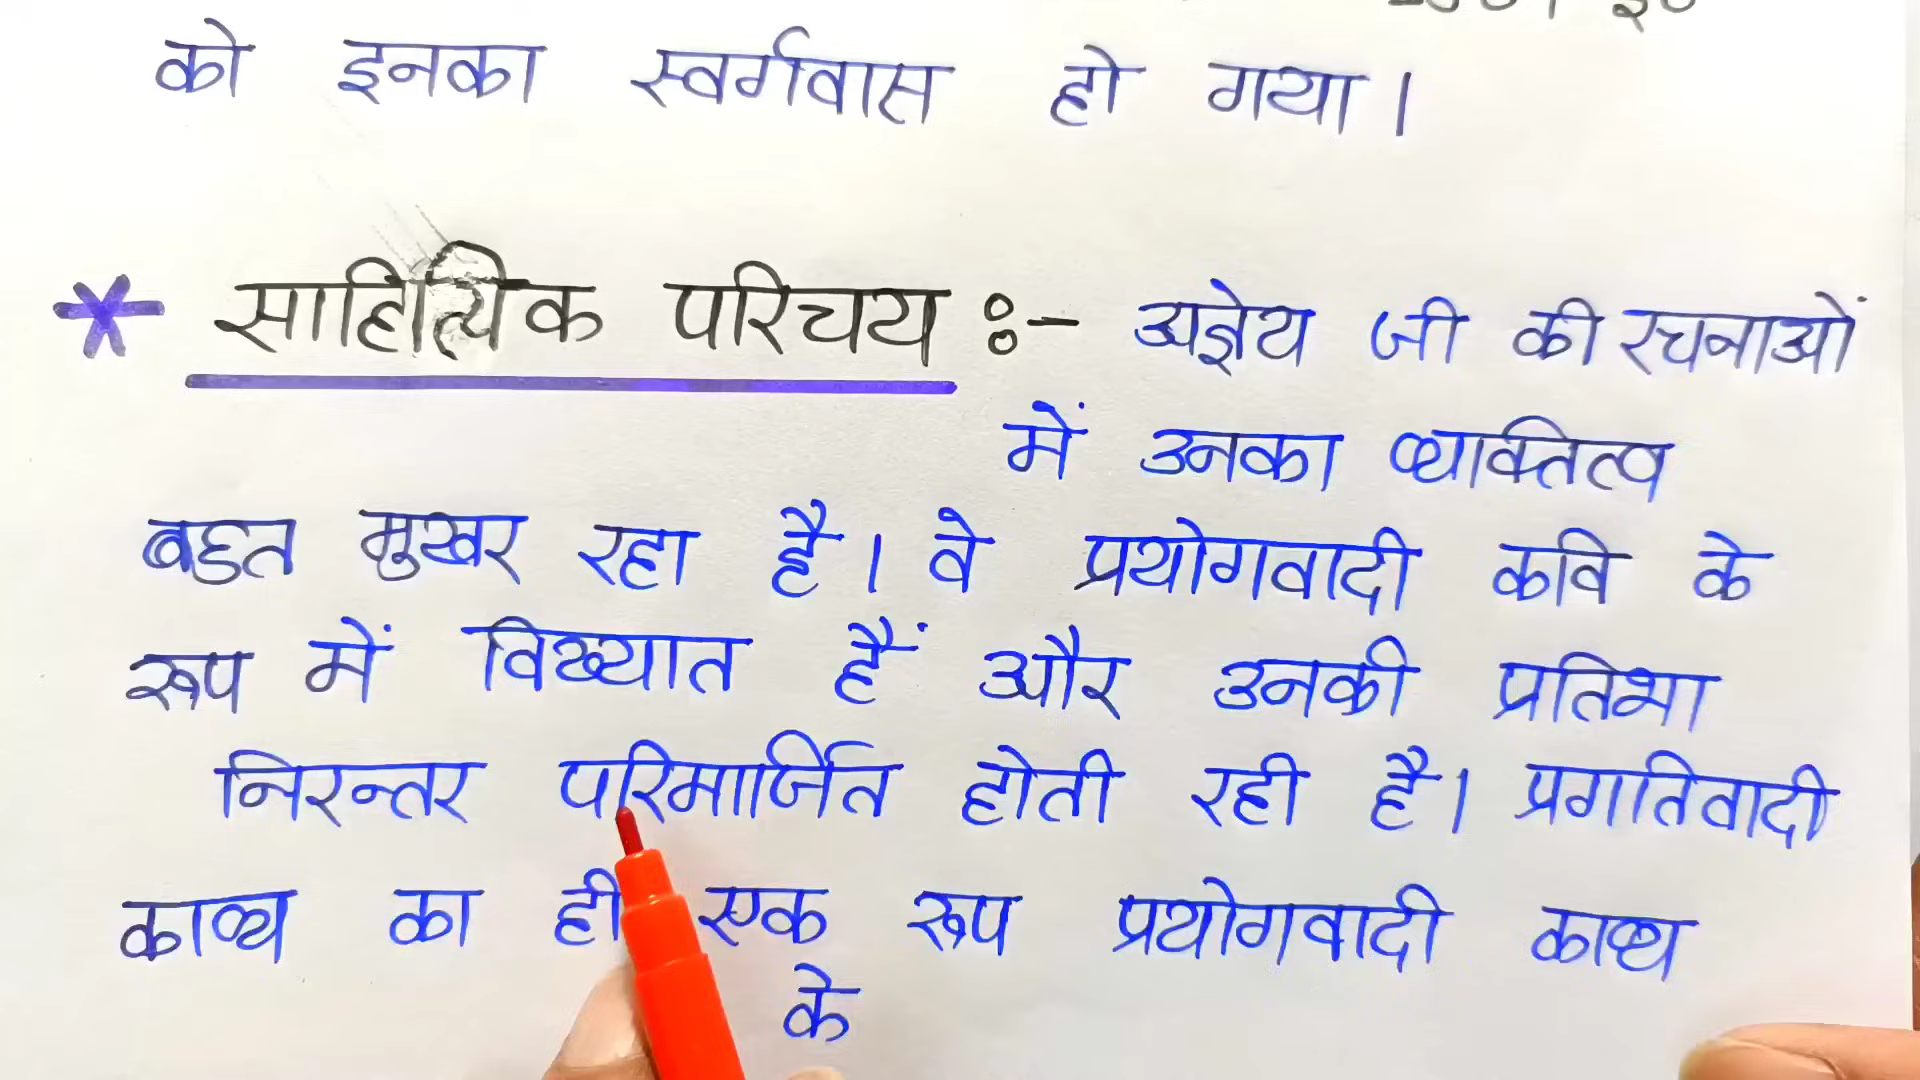 को इनका स्वर्गवास हो गया।
* साहित्यिक परिचय :- अज्ञेय जी की रचनाओं
में उनका व्यक्तित्व
बहुत मुखर रहा है। वे प्रयोगवादी कवि के
रूप में विख्यात हैं और उनकी प्रतिभा
निरन्तर परिमार्जित होती रही है। प्रगतिवादी
काव्य का ही एक रूप प्रयोगवादी काव्य
के